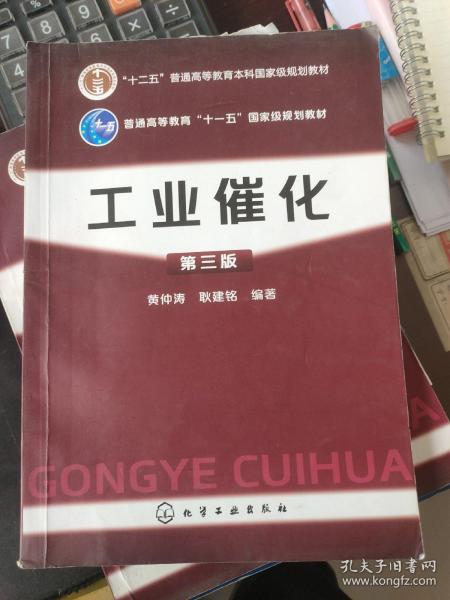 “十二五”普通高等教育本科国家级规划教材
十一五
普通高等教育“十一五”国家级规划教材
工业催化
第三版
黄仲涛 耿建铭 编著
GONGYE CUIHUA
化学工业出版社
孔夫子旧书网
www.kongfz.com